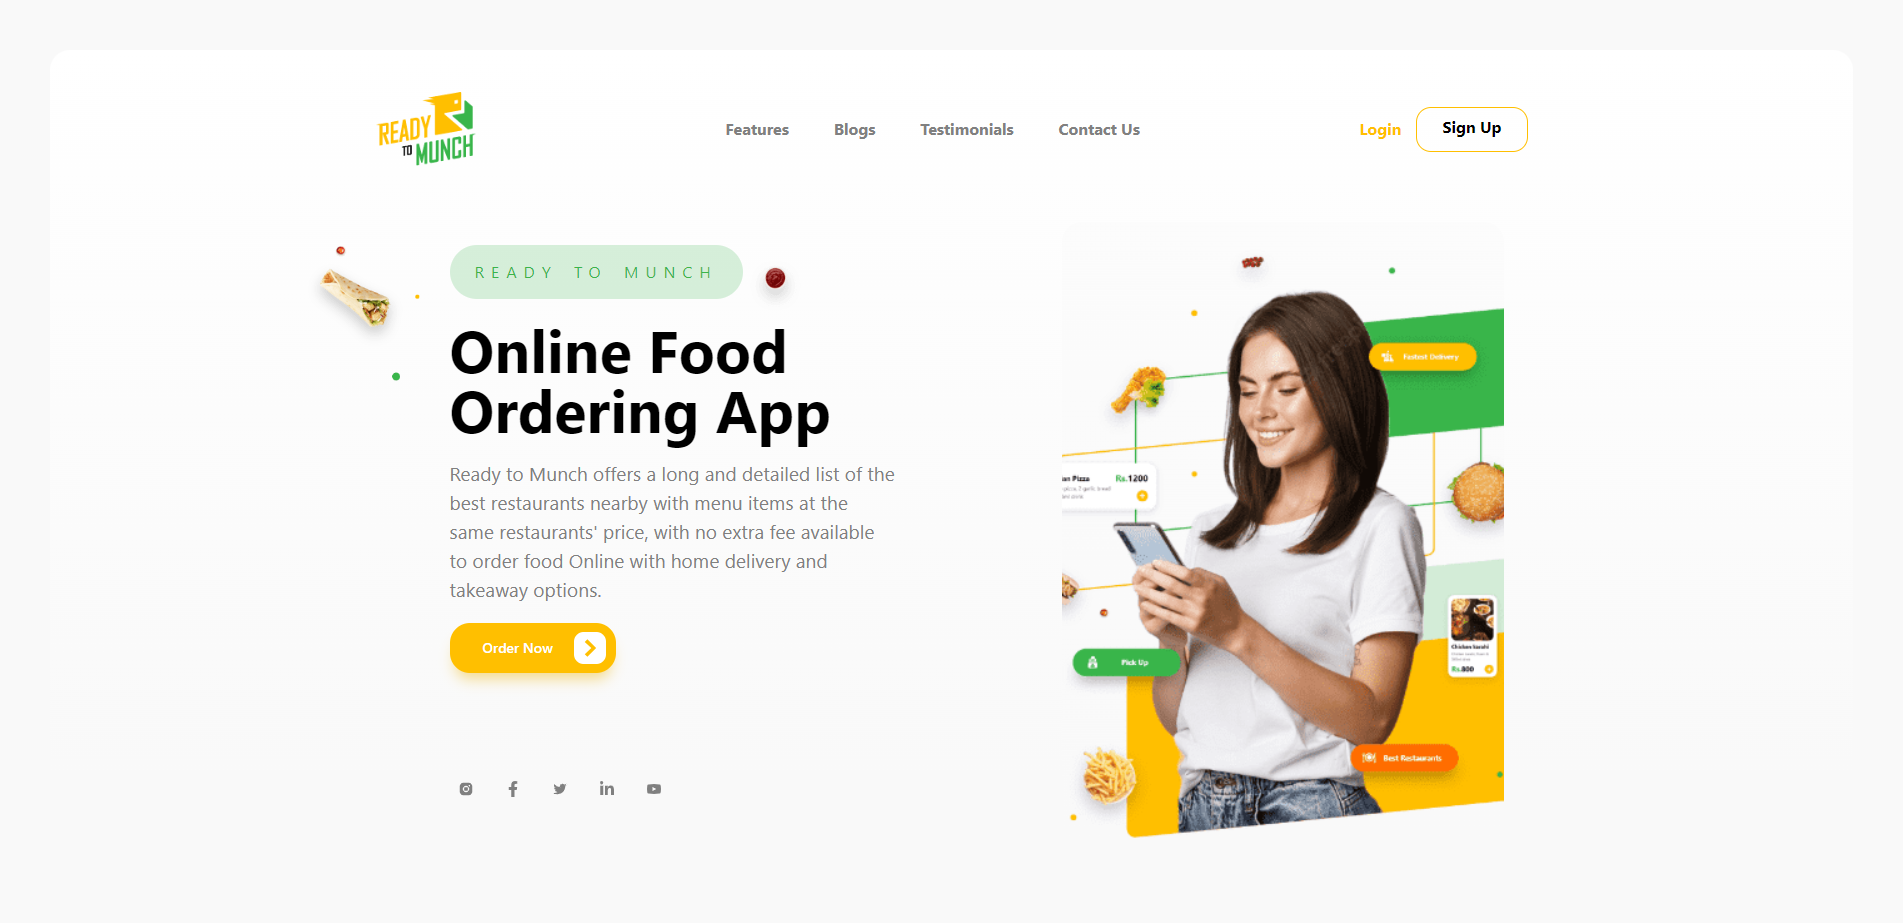 READY
TO MUNCH
Features
Blogs
Testimonials
Contact Us
Login
Sign Up
READY TO MUNCH
Online Food
Ordering App
Ready to Munch offers a long and detailed list of the
best restaurants nearby with menu items at the
same restaurants' price, with no extra fee available
to order food Online with home delivery and
takeaway options.
Order Now
in
Fastest Delivery
Pizza
Rs.1200
Pick Up
Chicken karahi
Rs.800
Best Restaurants